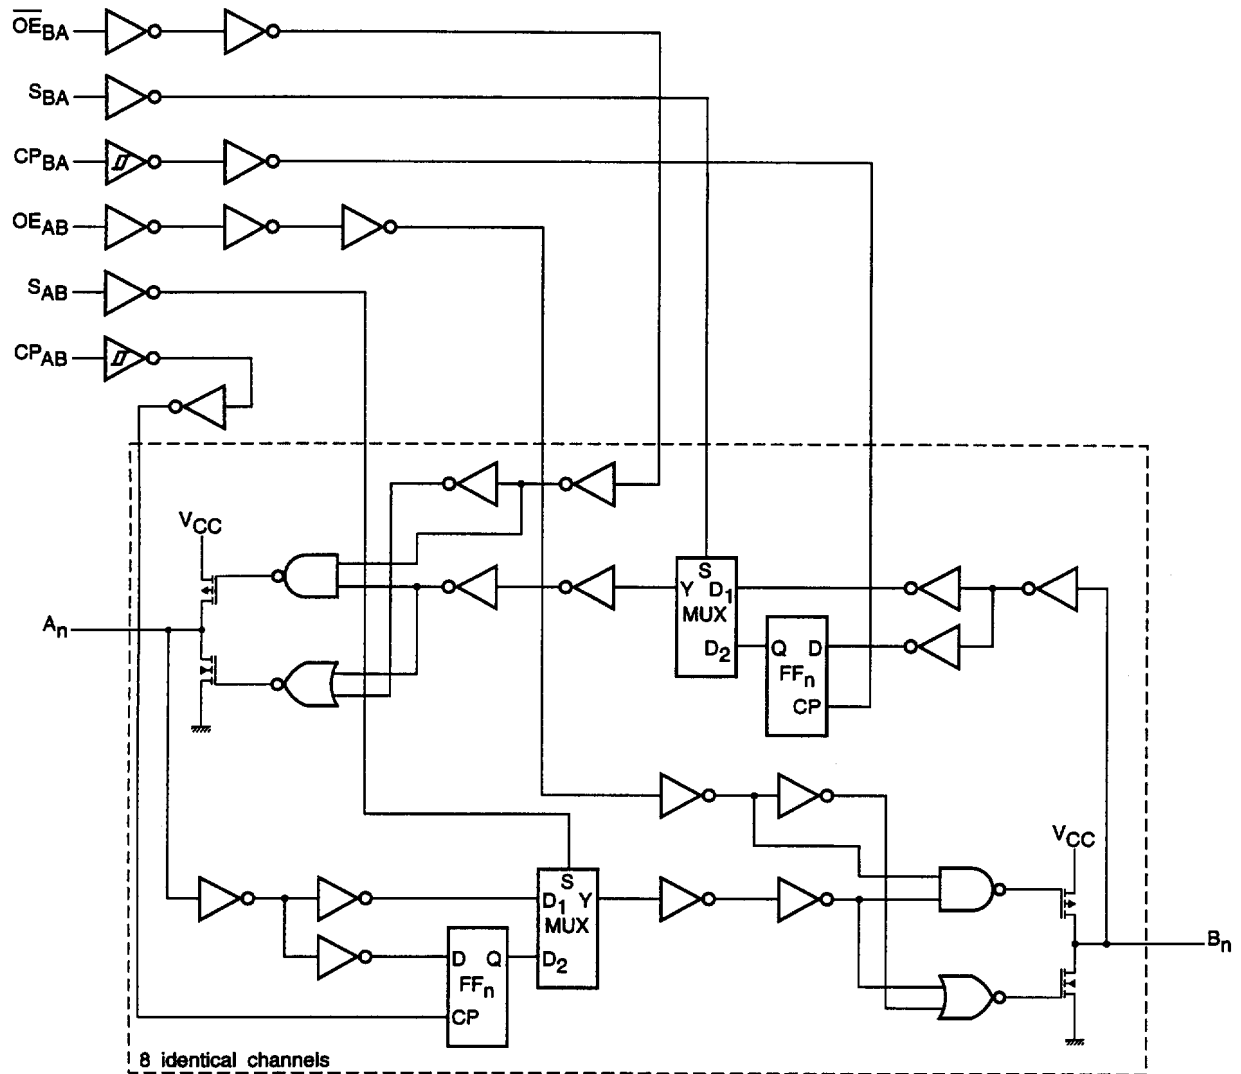 OE̅BA
SBA
CPBA
OEAB
SAB
CPAB
VCC
An
S
Y D1
MUX
D2
Q D
FFn
CP
VCC
S
D1 Y
MUX
D2
D Q
FFn
CP
Bn
8 identical channels